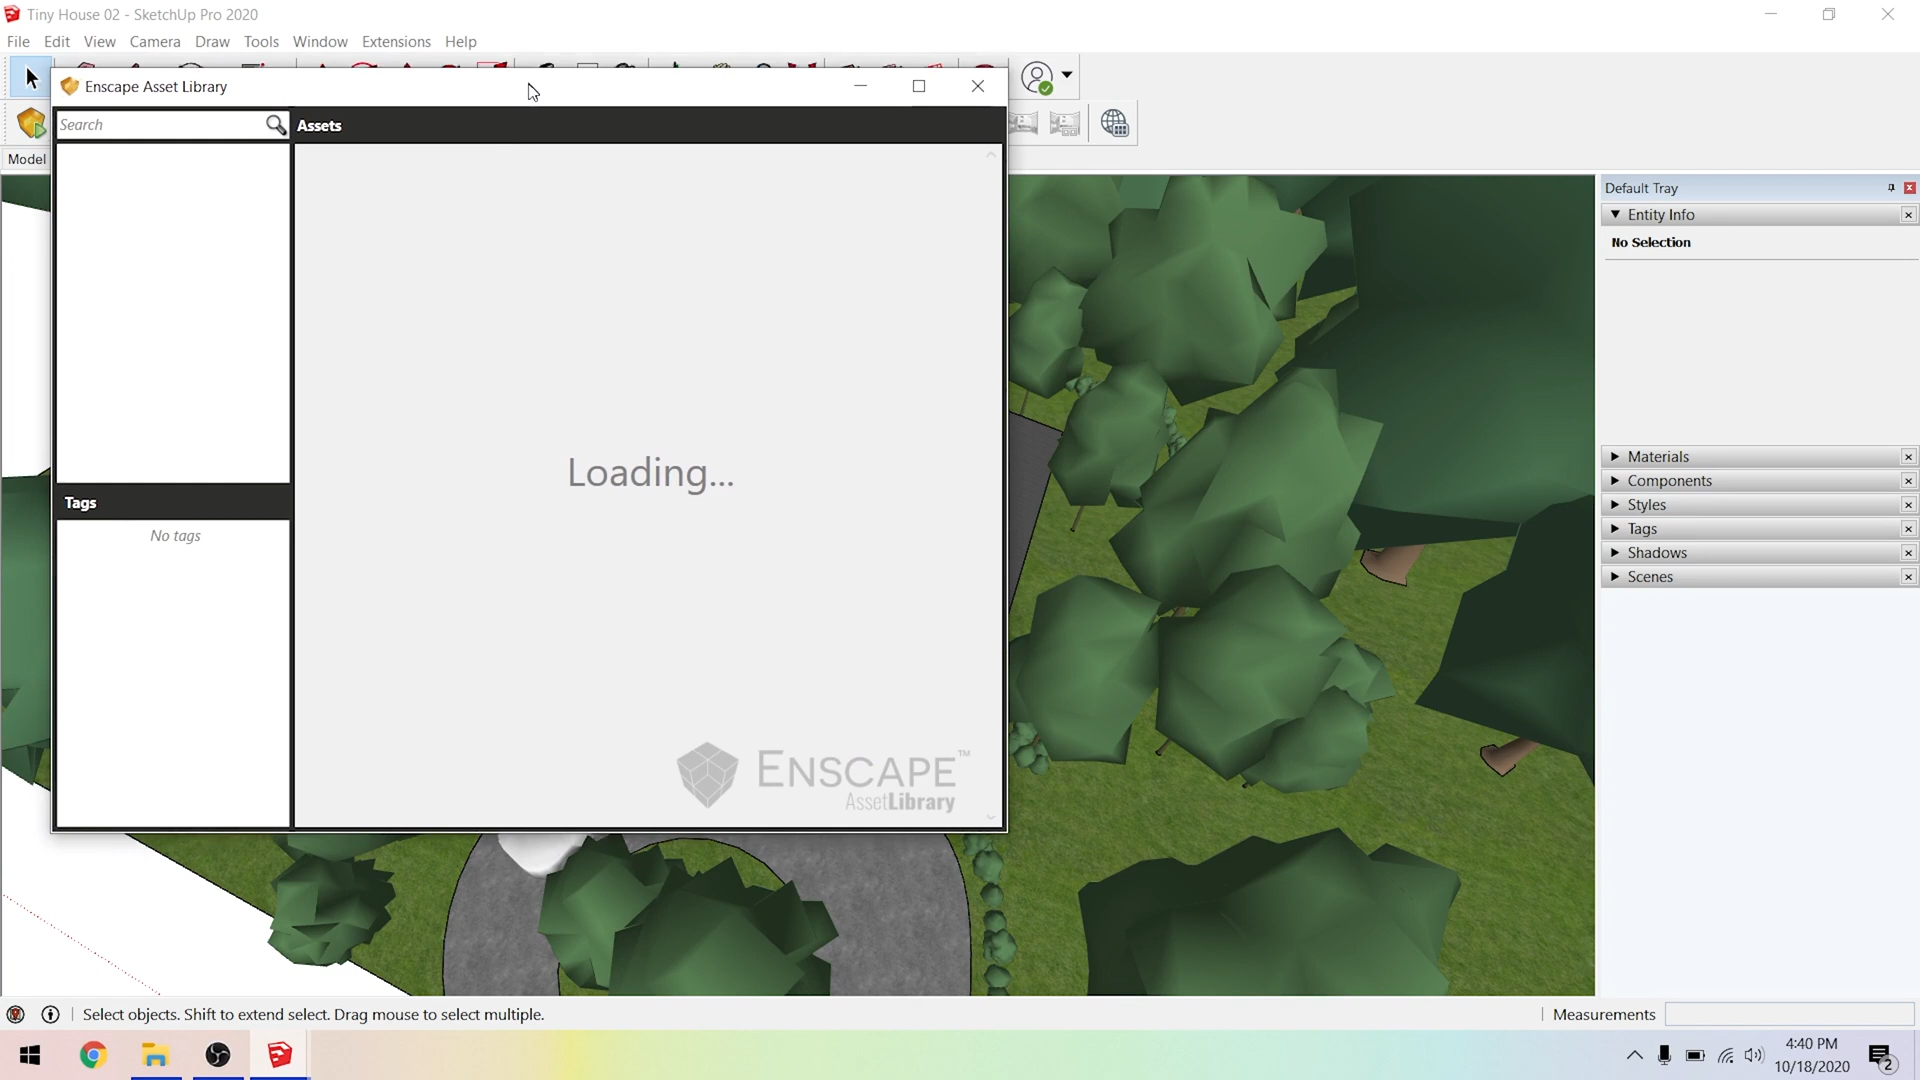 Tiny House 02 - SketchUp Pro 2020
File Edit View Camera Draw Tools Window Extensions Help
Enscape Asset Library
Search
Assets
Model
Loading...
Tags
No tags
ENSCAPE™
AssetLibrary
Default Tray
Entity Info
No Selection
Materials
Components
Styles
Tags
Shadows
Scenes
Select objects. Shift to extend select. Drag mouse to select multiple.
Measurements
4:40 PM
10/18/2020
2